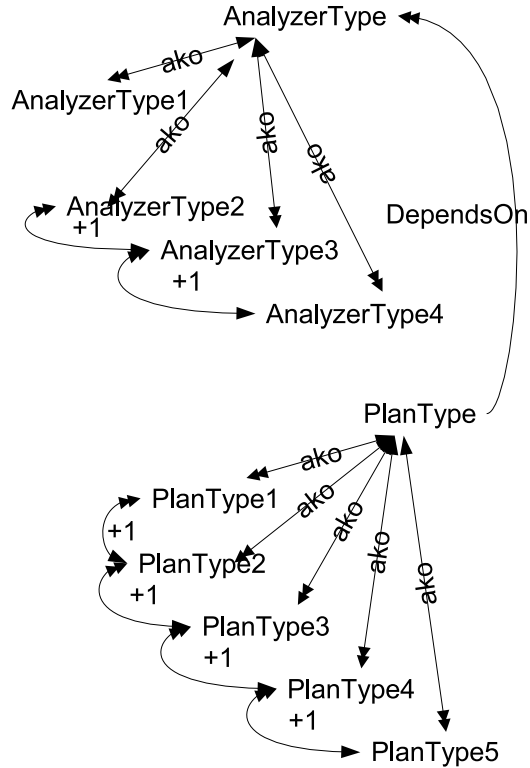 AnalyzerType
ako
AnalyzerType1
ako
ako
ako
AnalyzerType2
+1
DependsOn
AnalyzerType3
+1
AnalyzerType4
PlanType
ako
PlanType1
ako
ako
+1
ako
PlanType2
ako
+1
PlanType3
+1
PlanType4
+1
PlanType5